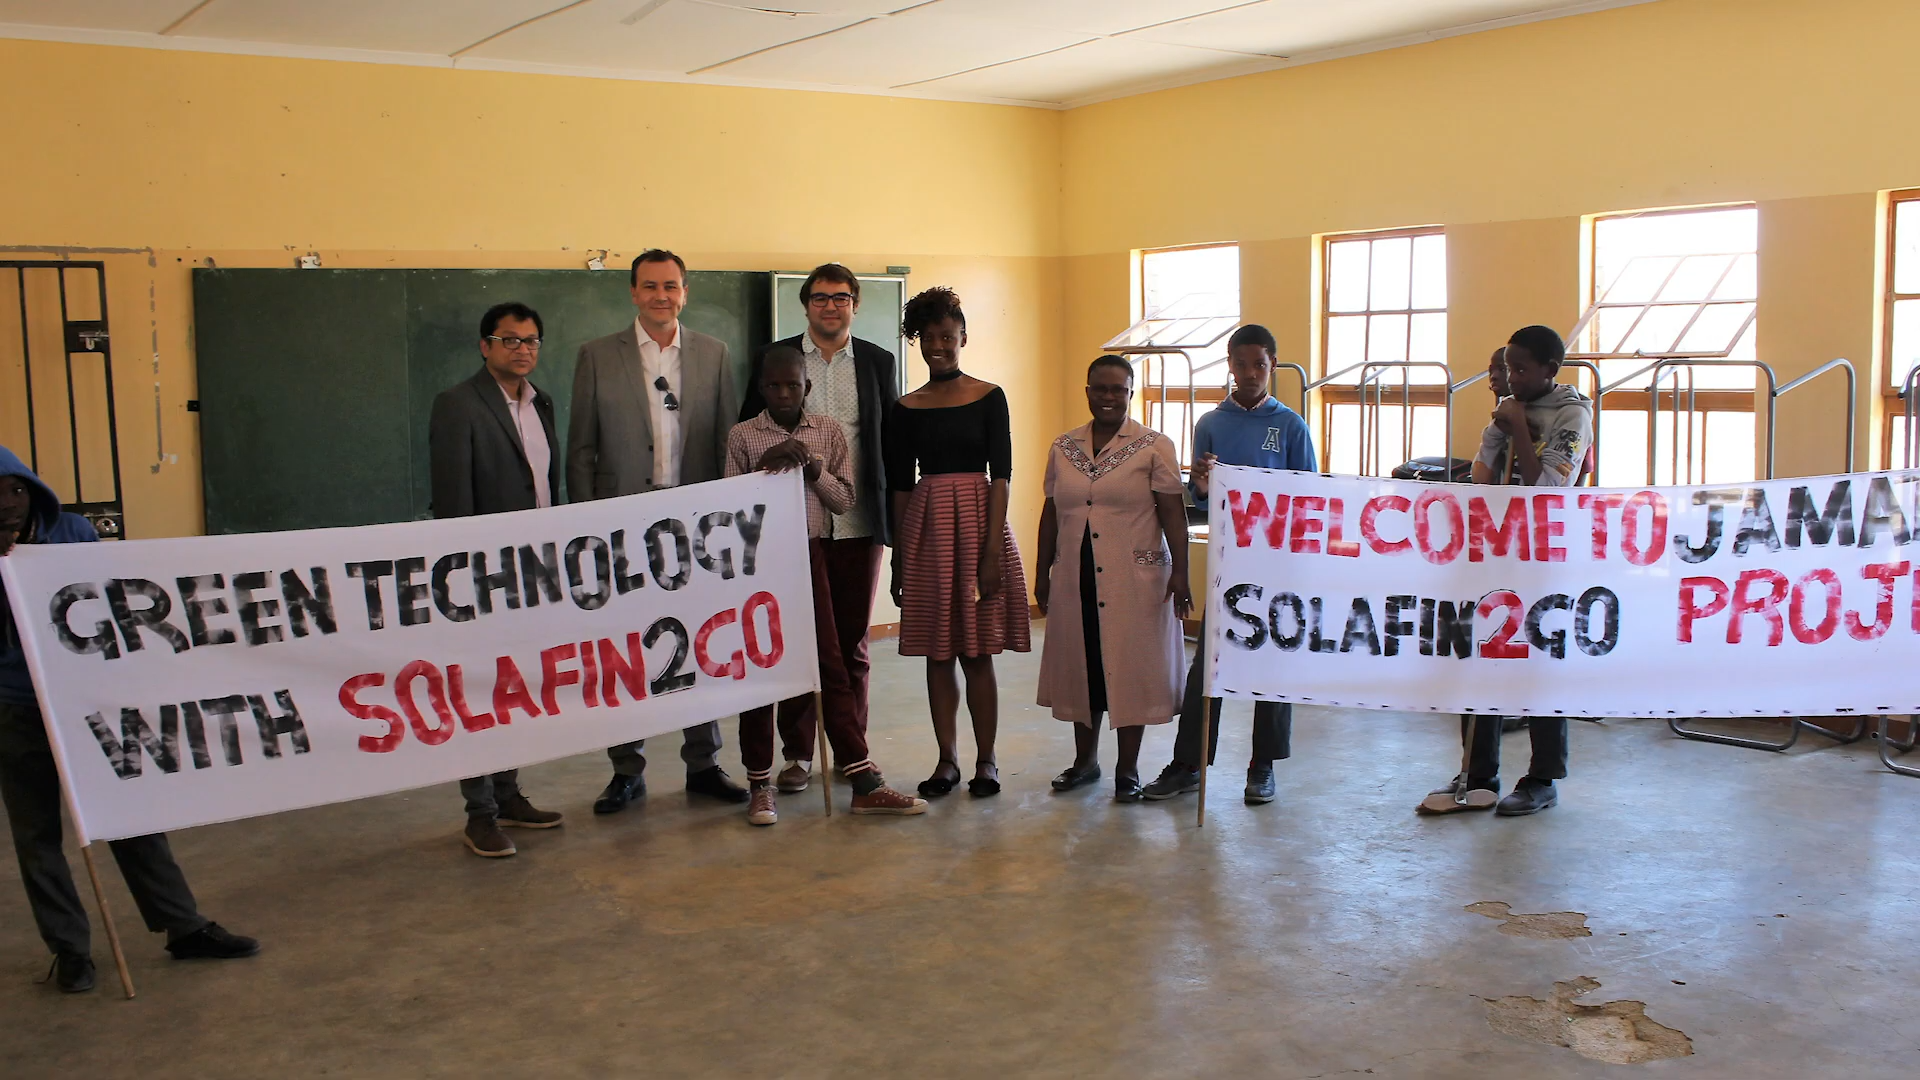 GREEN TECHNOLOGY
WITH SOLAFIN2GO
WELCOME TO
SOLAFIN2GO
A